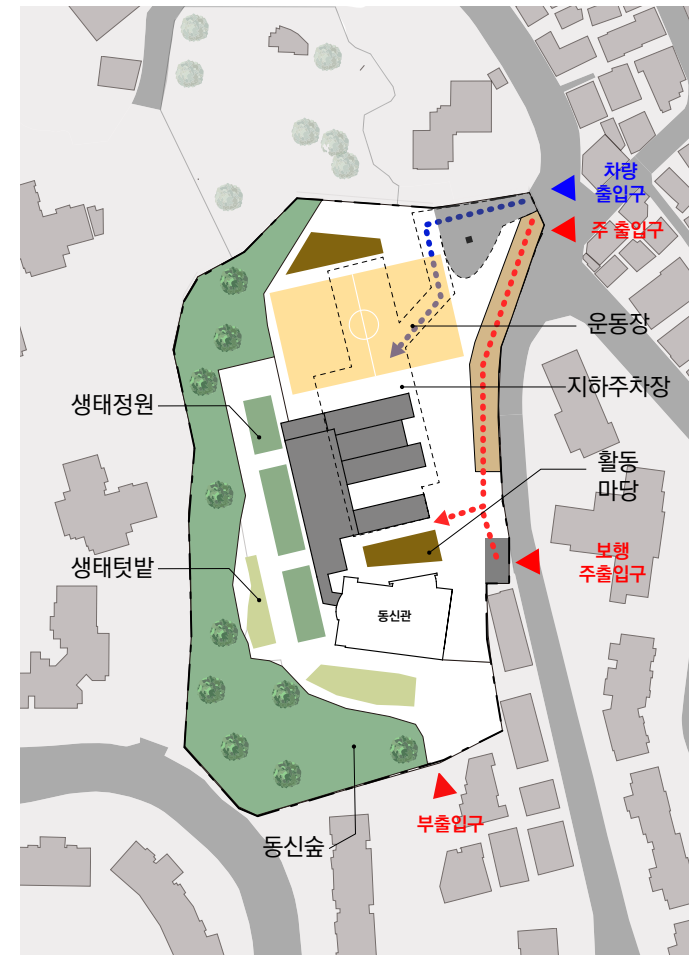 차량
출입구
주 출입구
운동장
지하주차장
생태정원
활동
마당
보행
주출입구
생태텃밭
동신관
부출입구
동신숲